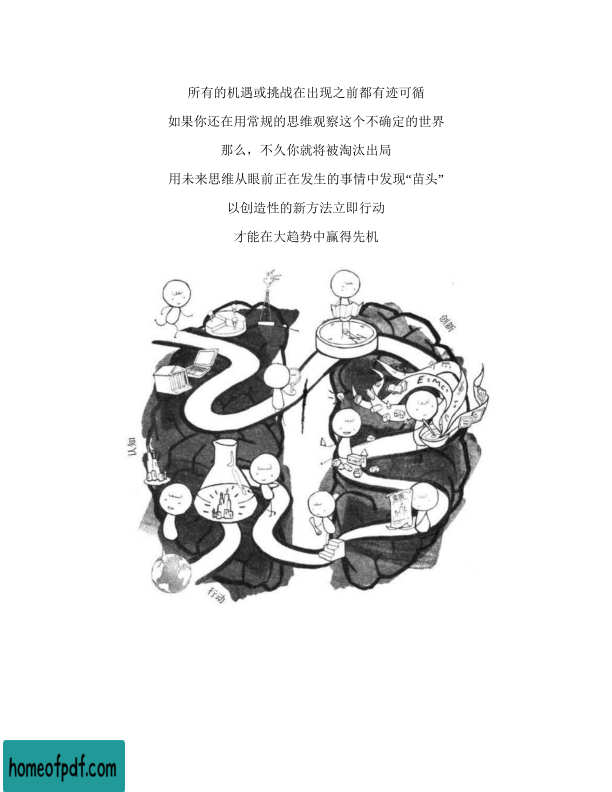 所有的机遇或挑战在出现之前都有迹可循
如果你还在用常规的思维观察这个不确定的世界
那么，不久你就将被淘汰出局
用未来思维从眼前正在发生的事情中发现“苗头”
以创造性的新方法立即行动
才能在大趋势中赢得先机
创新
E=MC²
认知
蓝图
行动
homeofpdf.com